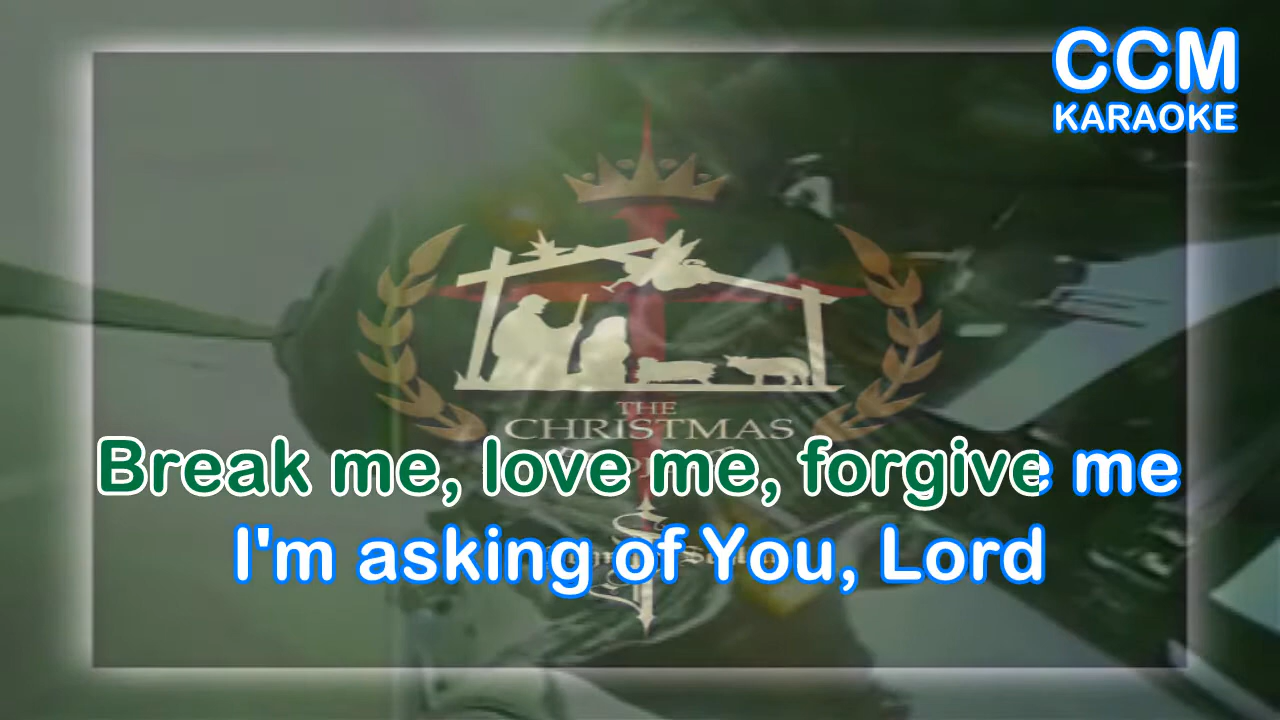 CCM
KARAOKE
THE
CHRISTMAS
Break me, love me, forgive me
I'm asking of You, Lord